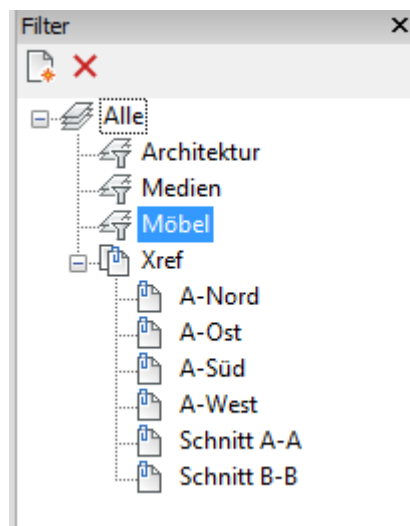 Filter
Alle
Architektur
Medien
Möbel
Xref
A-Nord
A-Ost
A-Süd
A-West
Schnitt A-A
Schnitt B-B